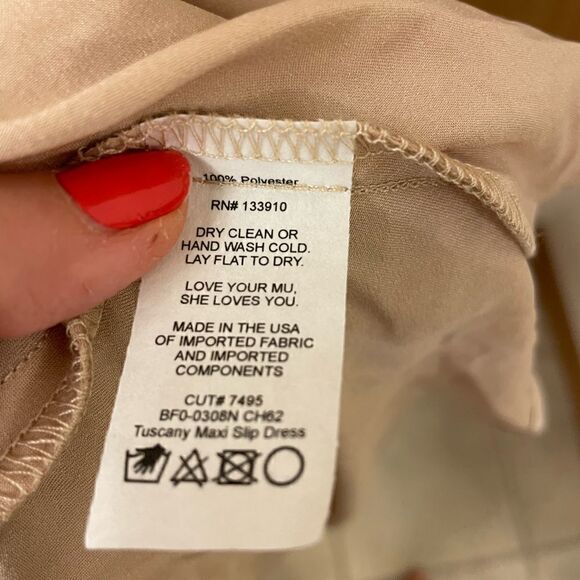 100% Polyester
RN# 133910
DRY CLEAN OR
HAND WASH COLD.
LAY FLAT TO DRY.
LOVE YOUR MU,
SHE LOVES YOU.
MADE IN THE USA
OF IMPORTED FABRIC
AND IMPORTED
COMPONENTS
CUT# 7495
BF0-0308N CH62
Tuscany Maxi Slip Dress